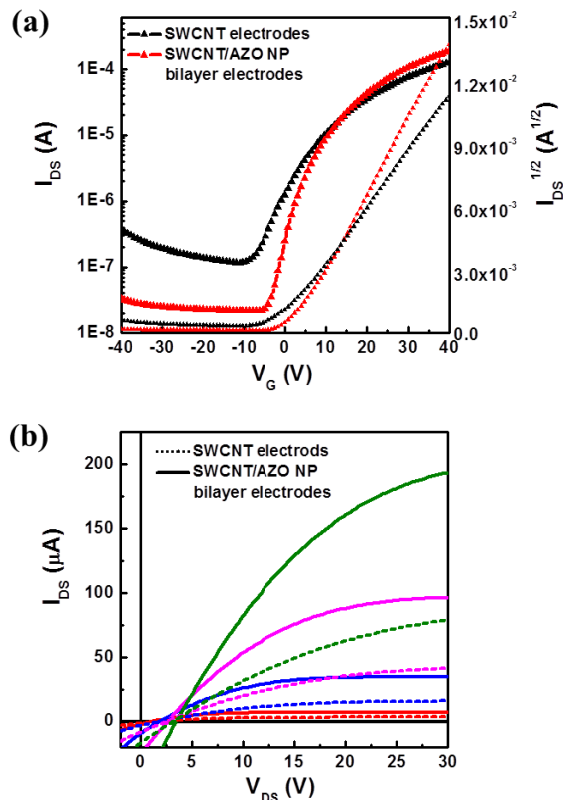 (a)
SWCNT electrodes
SWCNT/AZO NP
bilayer electrodes
1E-4
1E-5
1E-6
1E-7
1E-8
I_DS (A)
1.5x10^-2
1.2x10^-2
9.0x10^-3
6.0x10^-3
3.0x10^-3
0.0
I_DS^1/2 (A^1/2)
-40 -30 -20 -10 0 10 20 30 40
V_G (V)
(b)
SWCNT electrods
SWCNT/AZO NP
bilayer electrodes
200
150
100
50
0
I_DS (μA)
0 5 10 15 20 25 30
V_DS (V)